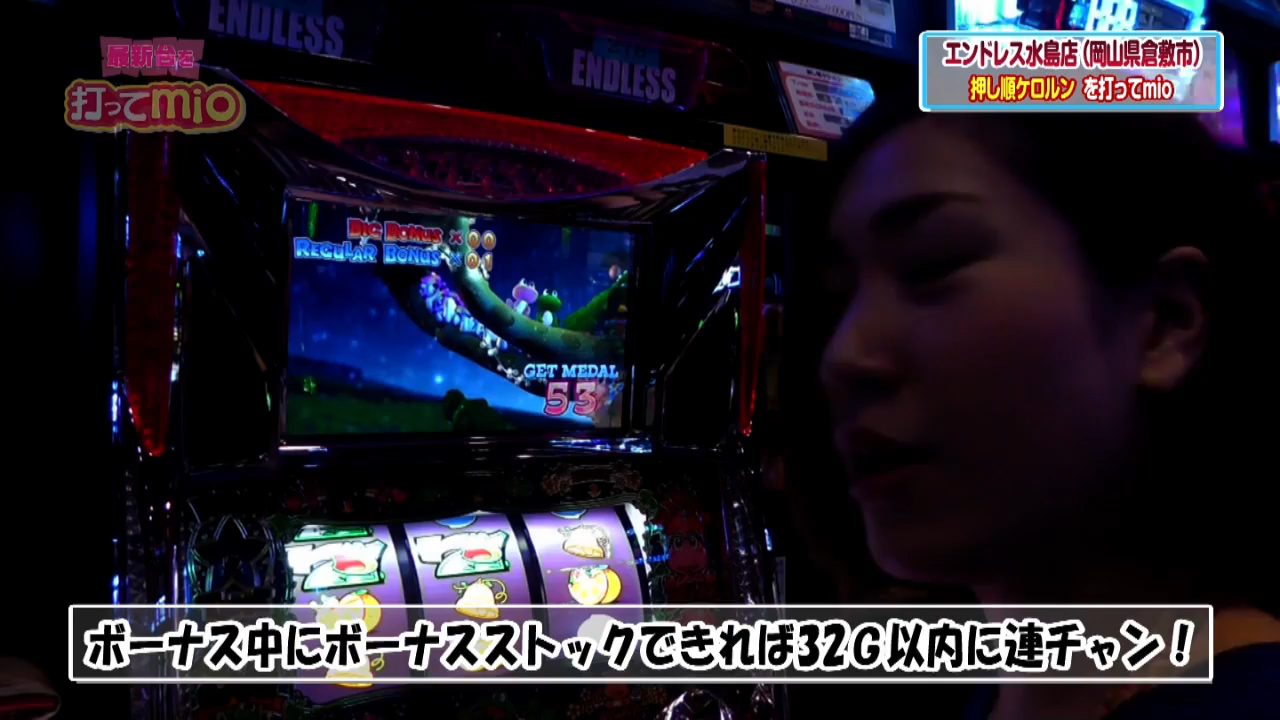 ENDLESS
ENDLESS
最新台を
打ってmio
エンドレス水島店（岡山県倉敷市）
押し順ケロルン を打ってmio
BIG BONUS ×00
REGULAR BONUS ×01
GET MEDAL
53
ボーナス中にボーナスストックできれば32G以内に連チャン！